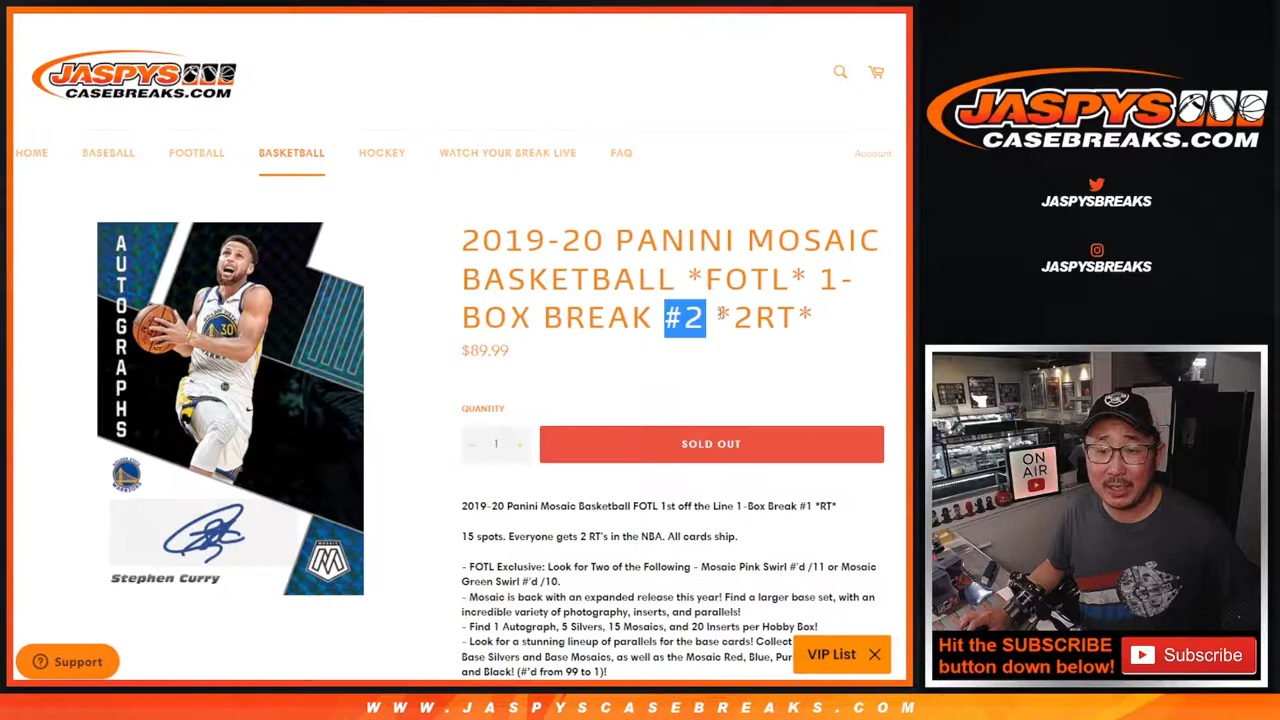 JASPYS
CASEBREAKS.COM
HOME
BASEBALL
FOOTBALL
BASKETBALL
HOCKEY
WATCH YOUR BREAK LIVE
FAQ
Account
AUTOGRAPHS
30
Stephen Curry
MOSAIC
2019-20 PANINI MOSAIC
BASKETBALL *FOTL* 1-
BOX BREAK #2 *2RT*
$89.99
QUANTITY
- 1 +
SOLD OUT
2019-20 Panini Mosaic Basketball FOTL 1st off the Line 1-Box Break #1 *RT*
15 spots. Everyone gets 2 RT's in the NBA. All cards ship.
- FOTL Exclusive: Look for Two of the Following - Mosaic Pink Swirl #'d /11 or Mosaic
Green Swirl #'d /10.
- Mosaic is back with an expanded release this year! Find a larger base set, with an
incredible variety of photography, inserts, and parallels!
- Find 1 Autograph, 5 Silvers, 15 Mosaics, and 20 Inserts per Hobby Box!
- Look for a stunning lineup of parallels for the base cards! Collect
Base Silvers and Base Mosaics, as well as the Mosaic Red, Blue, Pur
and Black! (#'d from 99 to 1)!
Support
VIP List
JASPYS
CASEBREAKS.COM
JASPYSBREAKS
JASPYSBREAKS
ON
AIR
Hit the SUBSCRIBE
button down below!
Subscribe
WWW.JASPYSCASEBREAKS.COM